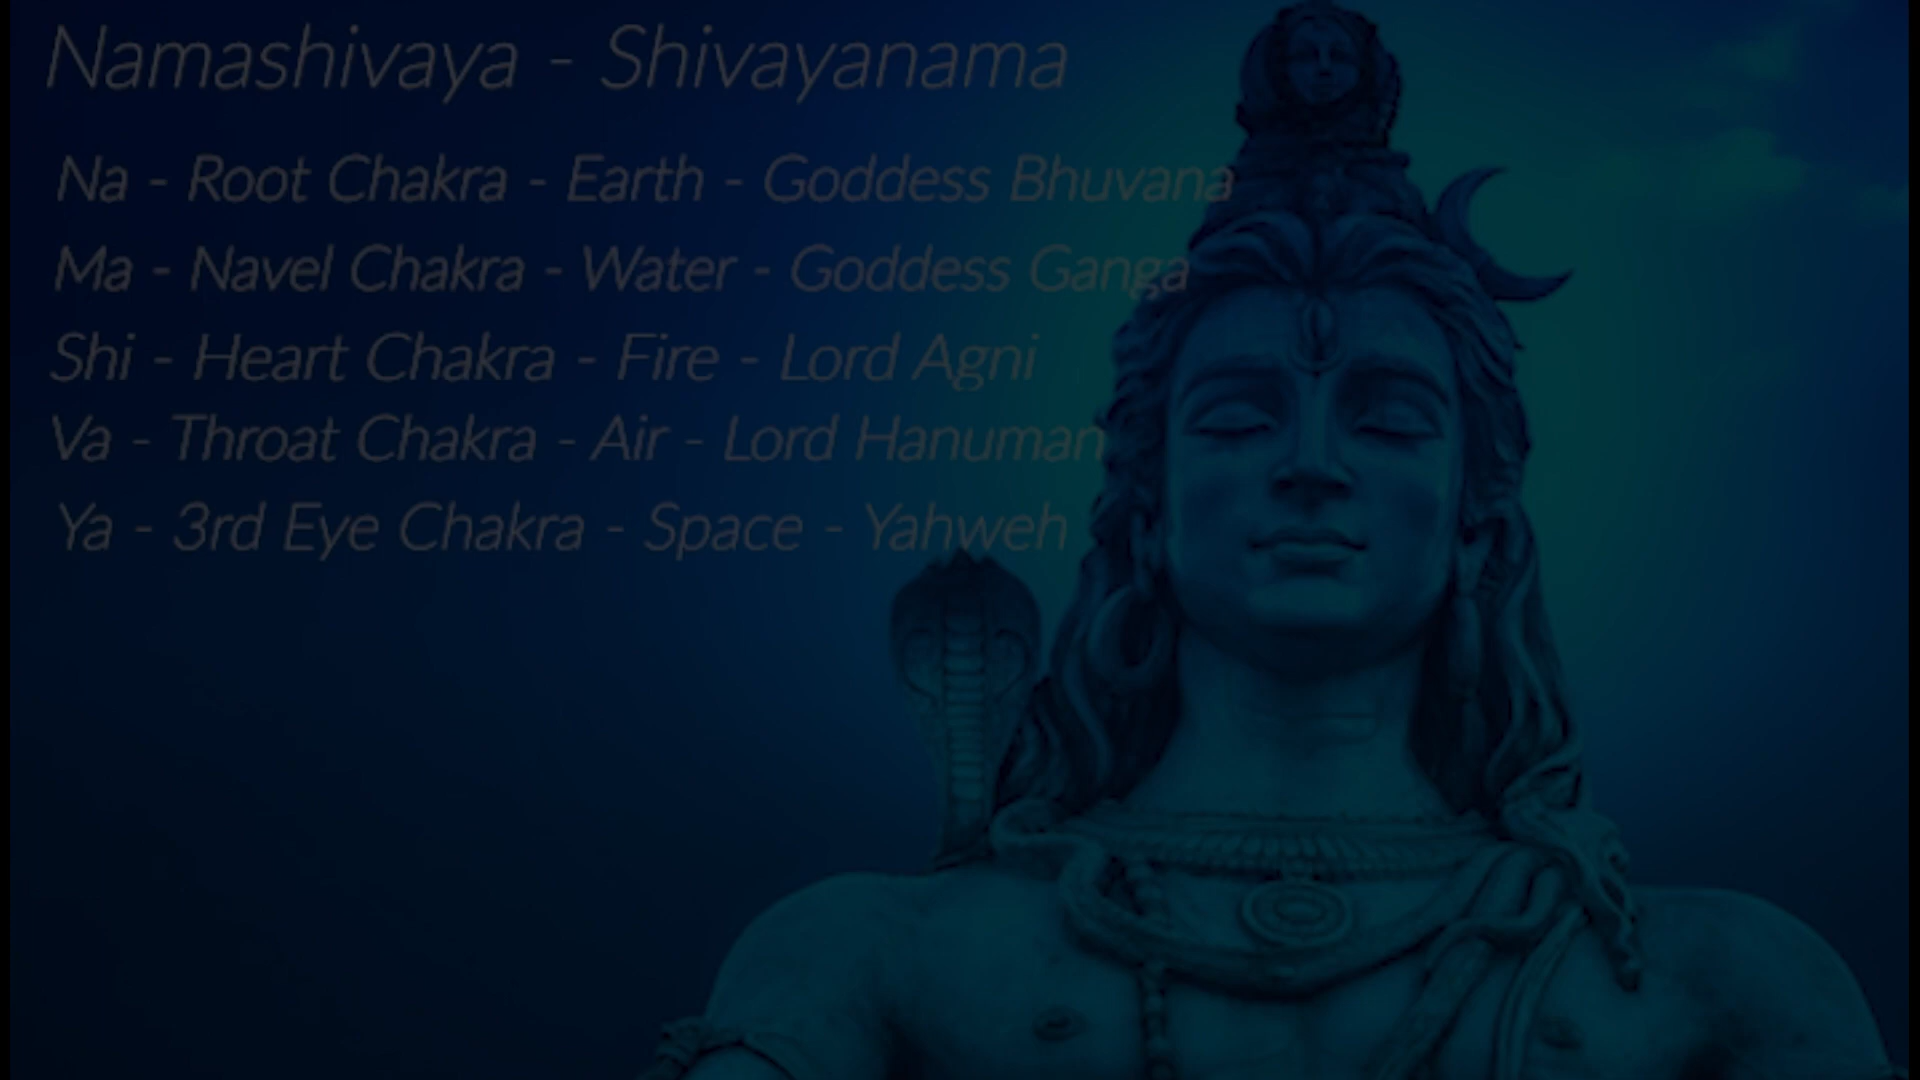 Namashivaya - Shivayanama
Na - Root Chakra - Earth - Goddess Bhuvana
Ma - Navel Chakra - Water - Goddess Ganga
Shi - Heart Chakra - Fire - Lord Agni
Va - Throat Chakra - Air - Lord Hanuman
Ya - 3rd Eye Chakra - Space - Yahweh